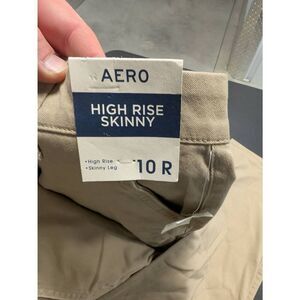 AERO
HIGH RISE
SKINNY
•High Rise
•Skinny Leg
10 R